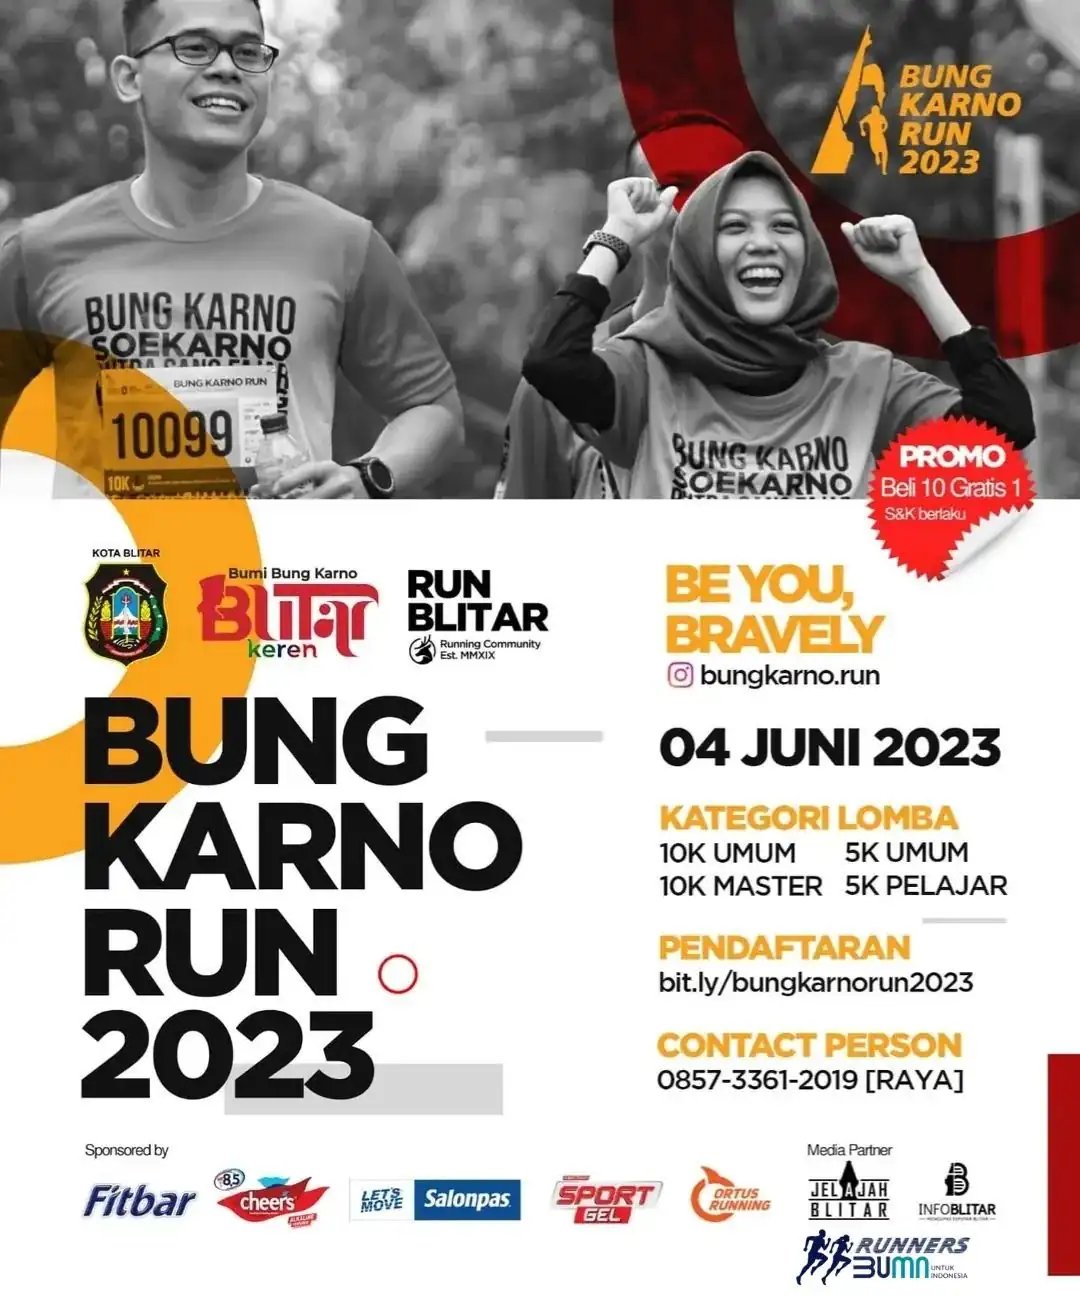 BUNG
KARNO
RUN
2023
BUNG KARNO
SOEKARNO
BUNG KARNO RUN
10099
10K
BUNG KARNO
SOEKARNO
PROMO
Beli 10 Gratis 1
S&K berlaku
KOTA BLITAR
Bumi Bung Karno
BLITAR
keren
RUN
BLITAR
Running Community
Est. MMXIX
BE YOU,
BRAVELY
bungkarno.run
BUNG
KARNO
RUN
2023
04 JUNI 2023
KATEGORI LOMBA
10K UMUM 5K UMUM
10K MASTER 5K PELAJAR
PENDAFTARAN
bit.ly/bungkarnorun2023
CONTACT PERSON
0857-3361-2019 [RAYA]
Sponsored by
Fitbar
8,5
cheers
ALKALINE
LET'S
MOVE
Salonpas
SPORT
GEL
ORTUS
RUNNING
Media Partner
JELAJAH
BLITAR
INFOBLITAR
RUNNERS
BUMN
UNTUK
INDONESIA